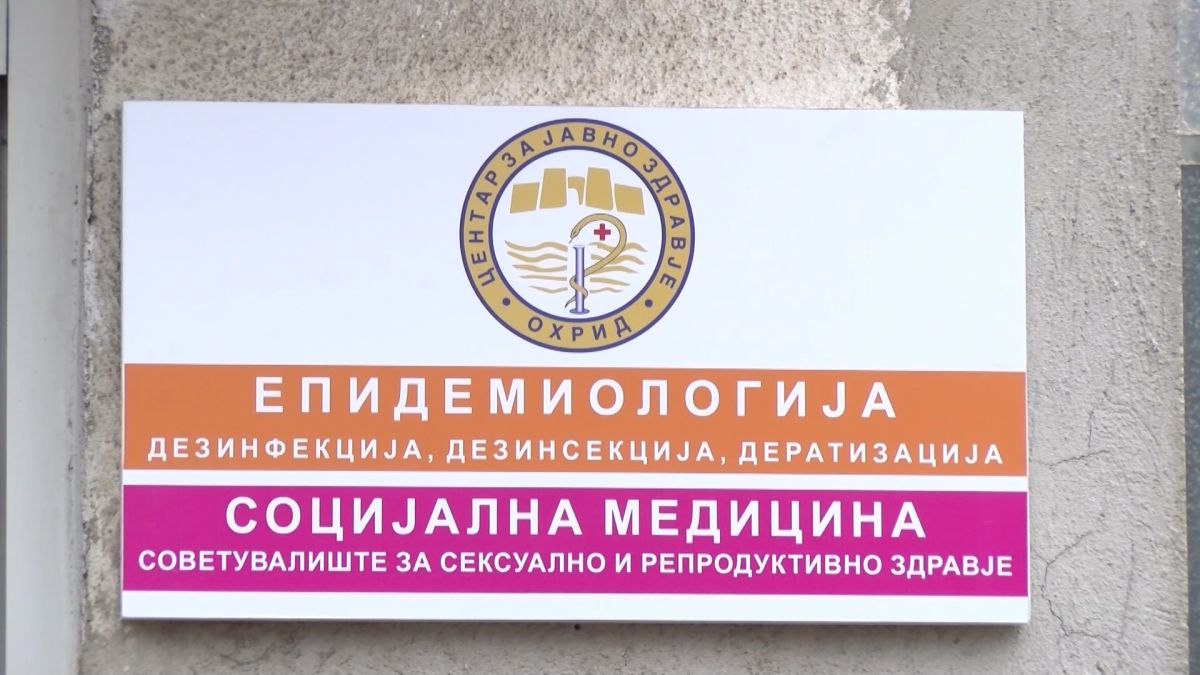 ЦЕНТАР ЗА ЈАВНО ЗДРАВЈЕ
ОХРИД
ЕПИДЕМИОЛОГИЈА
ДЕЗИНФЕКЦИЈА, ДЕЗИНСЕКЦИЈА, ДЕРАТИЗАЦИЈА
СОЦИЈАЛНА МЕДИЦИНА
СОВЕТУВАЛИШТЕ ЗА СЕКСУАЛНО И РЕПРОДУКТИВНО ЗДРАВЈЕ